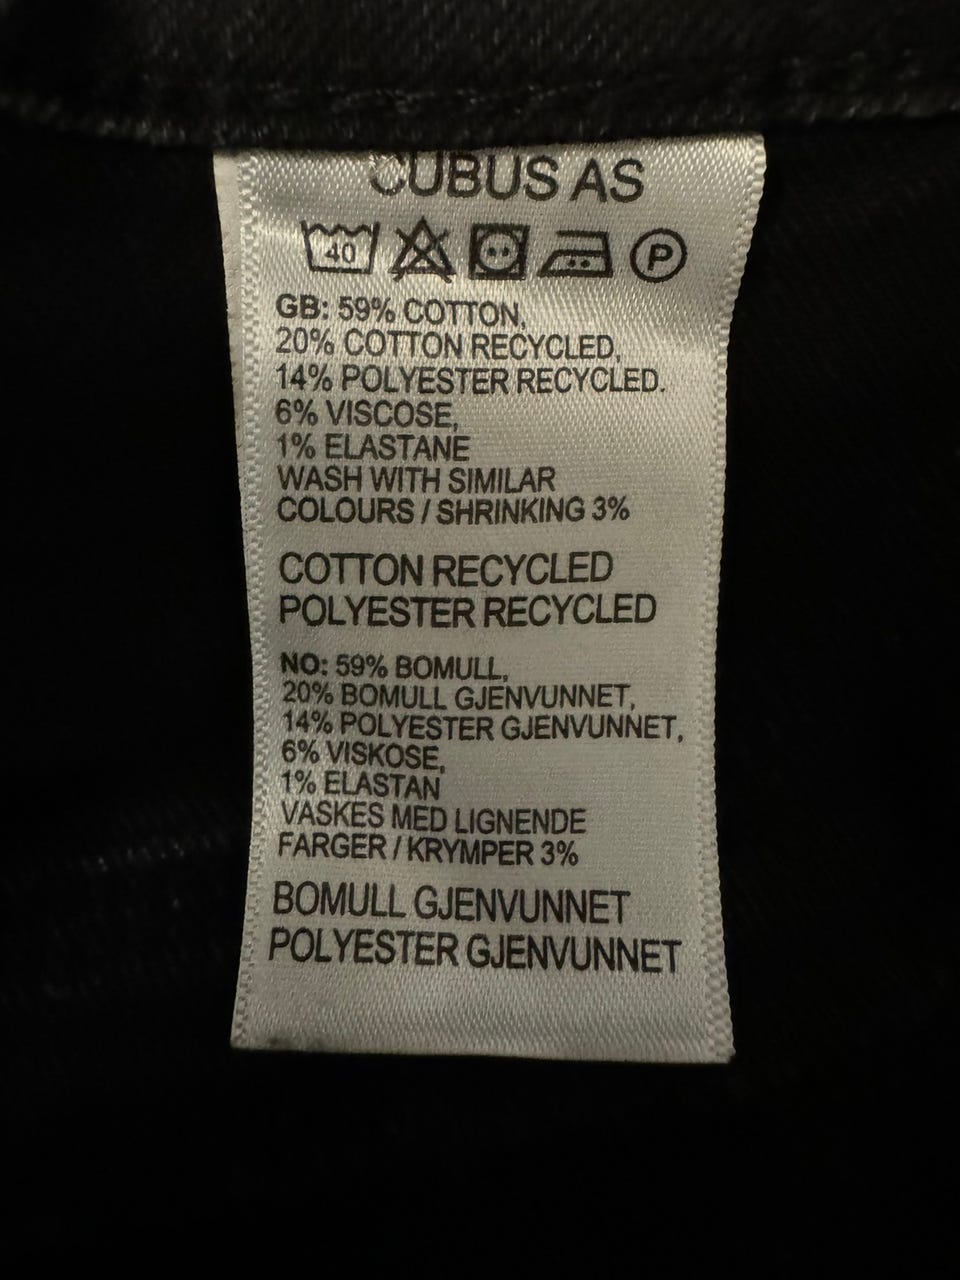 CUBUS AS
40 P
GB: 59% COTTON,
20% COTTON RECYCLED,
14% POLYESTER RECYCLED.
6% VISCOSE,
1% ELASTANE
WASH WITH SIMILAR
COLOURS / SHRINKING 3%
COTTON RECYCLED
POLYESTER RECYCLED
NO: 59% BOMULL,
20% BOMULL GJENVUNNET,
14% POLYESTER GJENVUNNET,
6% VISKOSE,
1% ELASTAN
VASKES MED LIGNENDE
FARGER / KRYMPER 3%
BOMULL GJENVUNNET
POLYESTER GJENVUNNET